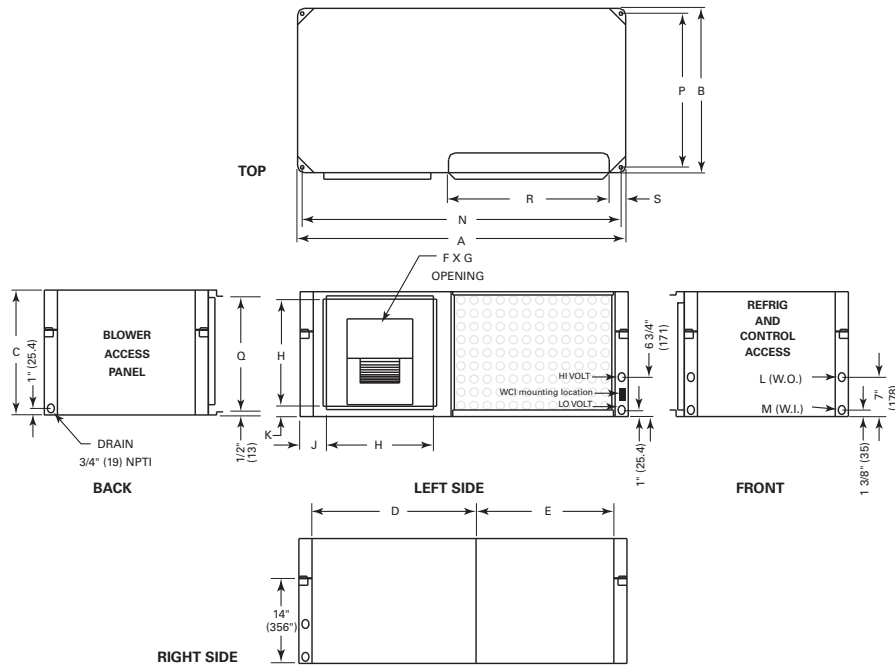 P
B
TOP
R
S
N
A
F X G
OPENING
C
1" (25.4)
BLOWER
ACCESS
PANEL
Q
H
K
1/2"
(13)
J
H
HI VOLT
WCI mounting location
LO VOLT
6 3/4"
(171)
1" (25.4)
REFRIG
AND
CONTROL
ACCESS
L (W.O.)
M (W.I.)
7"
(178)
1 3/8" (35)
DRAIN
3/4" (19) NPTI
BACK
LEFT SIDE
FRONT
D
E
14"
(356")
RIGHT SIDE